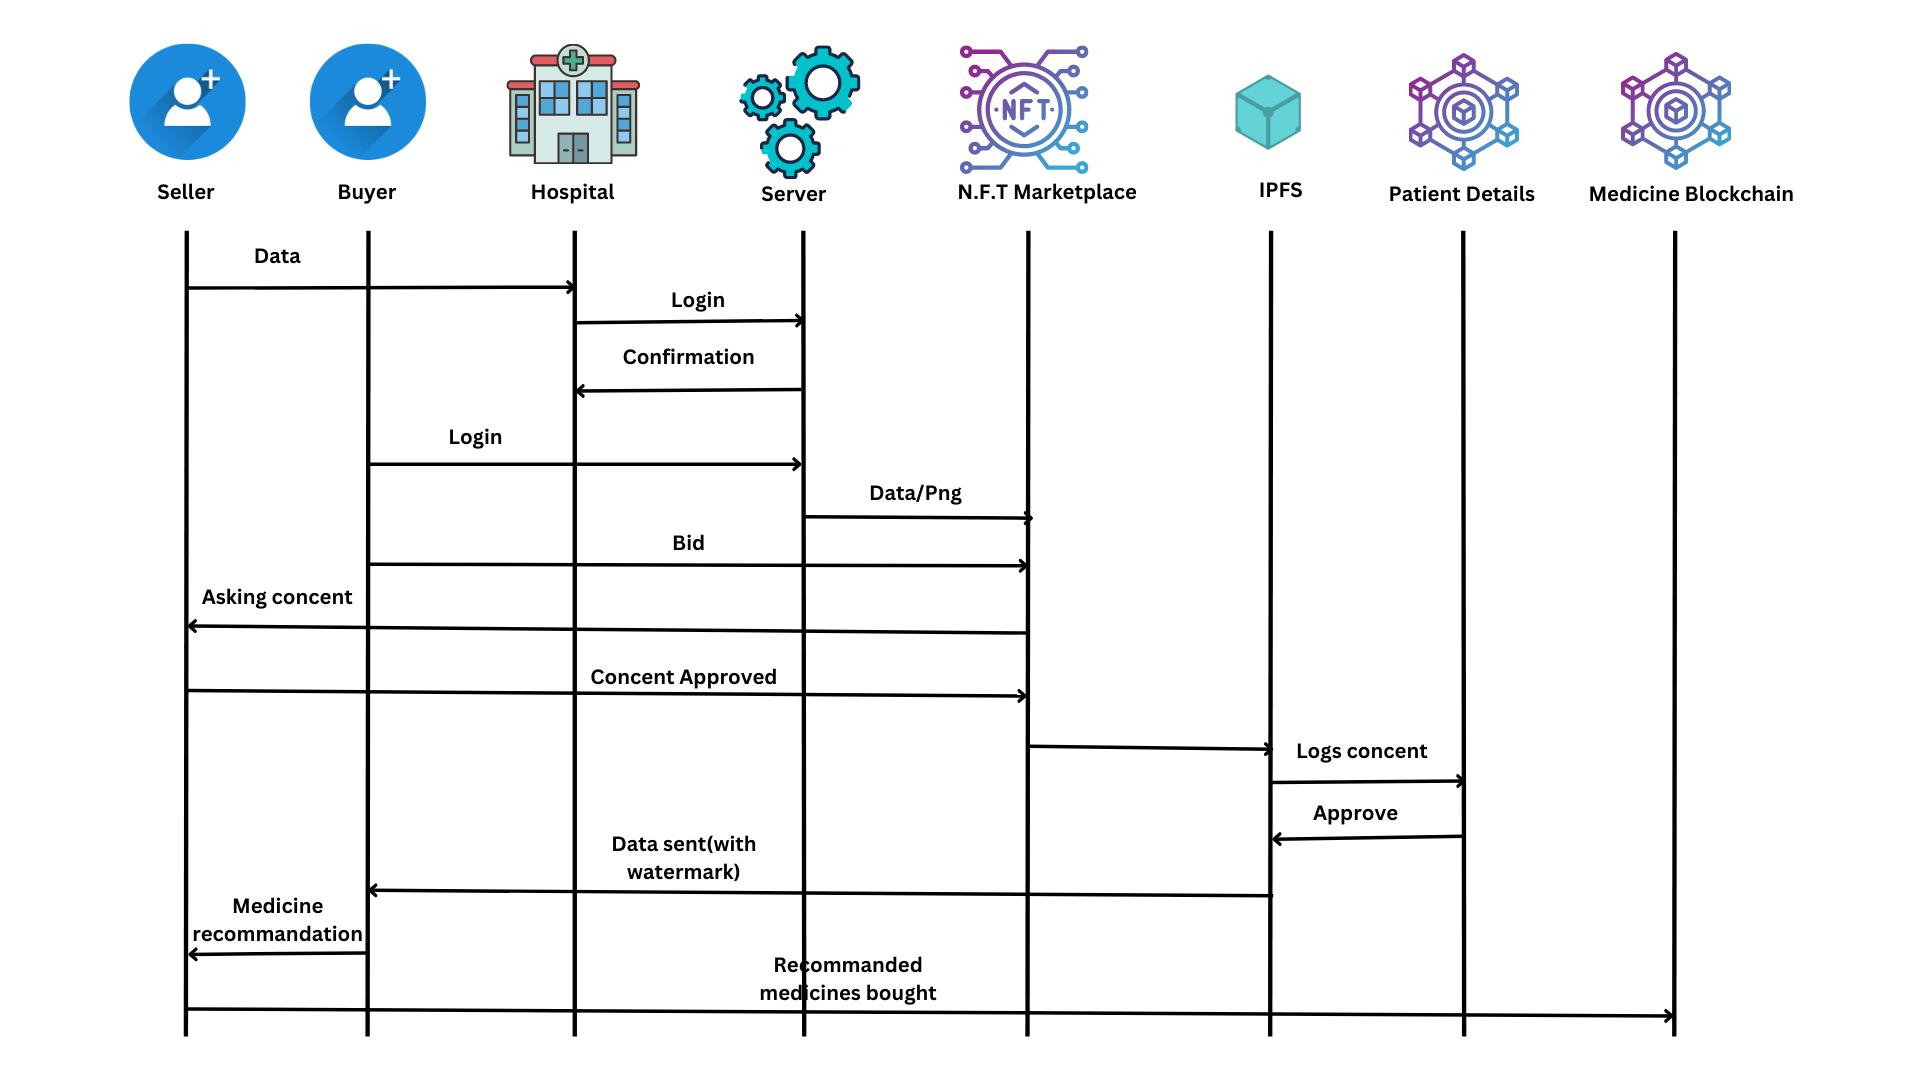 NFT
Seller
Buyer
Hospital
Server
N.F.T Marketplace
IPFS
Patient Details
Medicine Blockchain
Data
Login
Confirmation
Login
Data/Png
Bid
Asking concent
Concent Approved
Logs concent
Approve
Data sent(with
watermark)
Medicine
recommandation
Recommanded
medicines bought